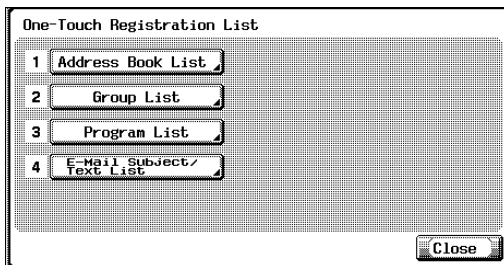 One-Touch Registration List
1 Address Book List
2 Group List
3 Program List
4 E-Mail Subject/
Text List
Close